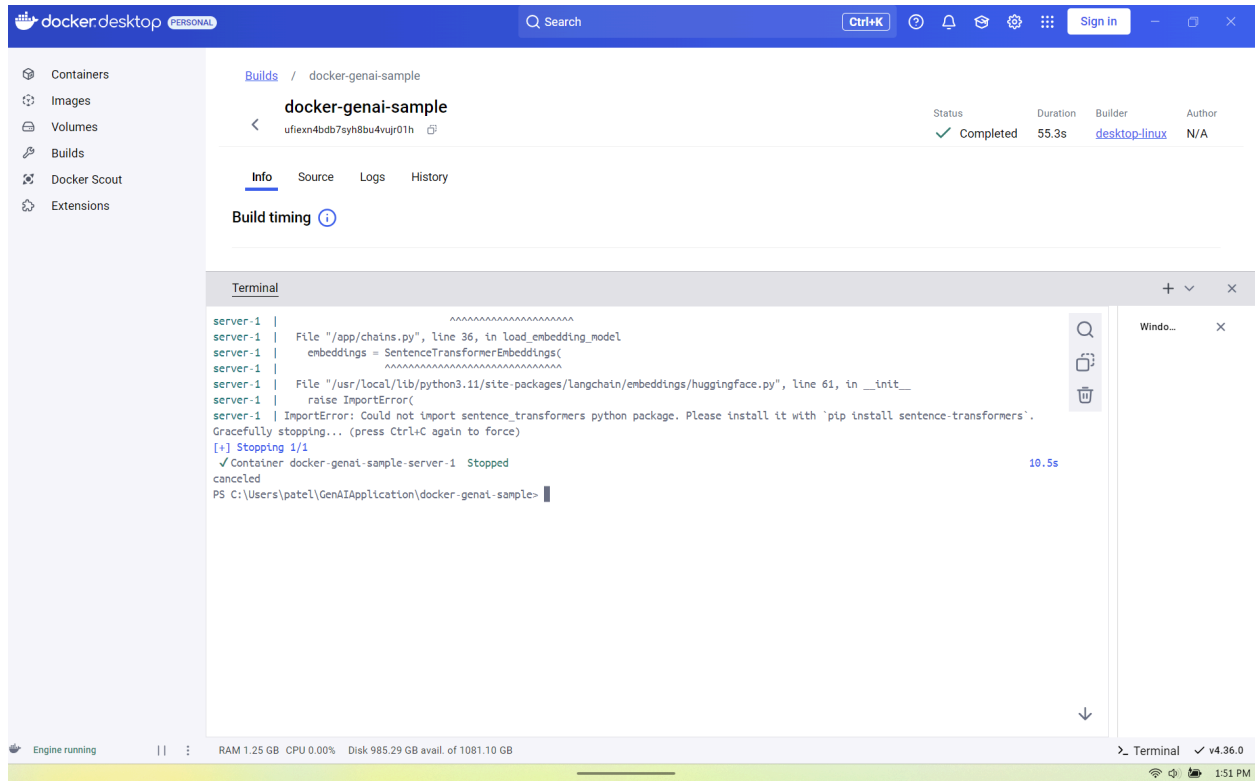 docker.desktop PERSONAL
Search
Ctrl+K
Sign in
Containers
Images
Volumes
Builds
Docker Scout
Extensions
Builds / docker-genai-sample
docker-genai-sample
ufiexn4bdb7syh8bu4vujr01h
Status
Completed
Duration
55.3s
Builder
desktop-linux
Author
N/A
Info Source Logs History
Build timing
Terminal
server-1 | ^^^^^^^^^^^^^^^^^^^^^
server-1 | File "/app/chains.py", line 36, in load_embedding_model
server-1 | embeddings = SentenceTransformerEmbeddings(
server-1 | ^^^^^^^^^^^^^^^^^^^^^^^^^^^^^^
server-1 | File "/usr/local/lib/python3.11/site-packages/langchain/embeddings/huggingface.py", line 61, in __init__
server-1 | raise ImportError(
server-1 | ImportError: Could not import sentence_transformers python package. Please install it with `pip install sentence-transformers`.
Gracefully stopping... (press Ctrl+C again to force)
[+] Stopping 1/1
✓Container docker-genai-sample-server-1 Stopped 10.5s
canceled
PS C:\Users\patel\GenAIApplication\docker-genai-sample>
Windo...
Engine running
RAM 1.25 GB CPU 0.00% Disk 985.29 GB avail. of 1081.10 GB
Terminal
v4.36.0
1:51 PM